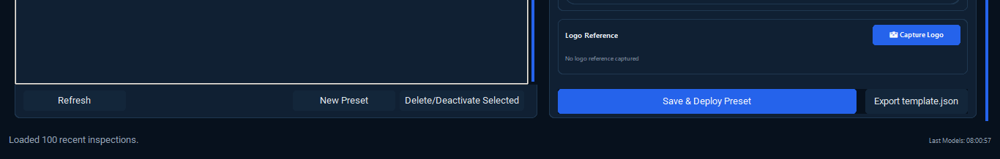 Logo Reference
Capture Logo
No logo reference captured
Refresh
New Preset
Delete/Deactivate Selected
Save & Deploy Preset
Export template.json
Loaded 100 recent inspections.
Last Models: 08:00:57